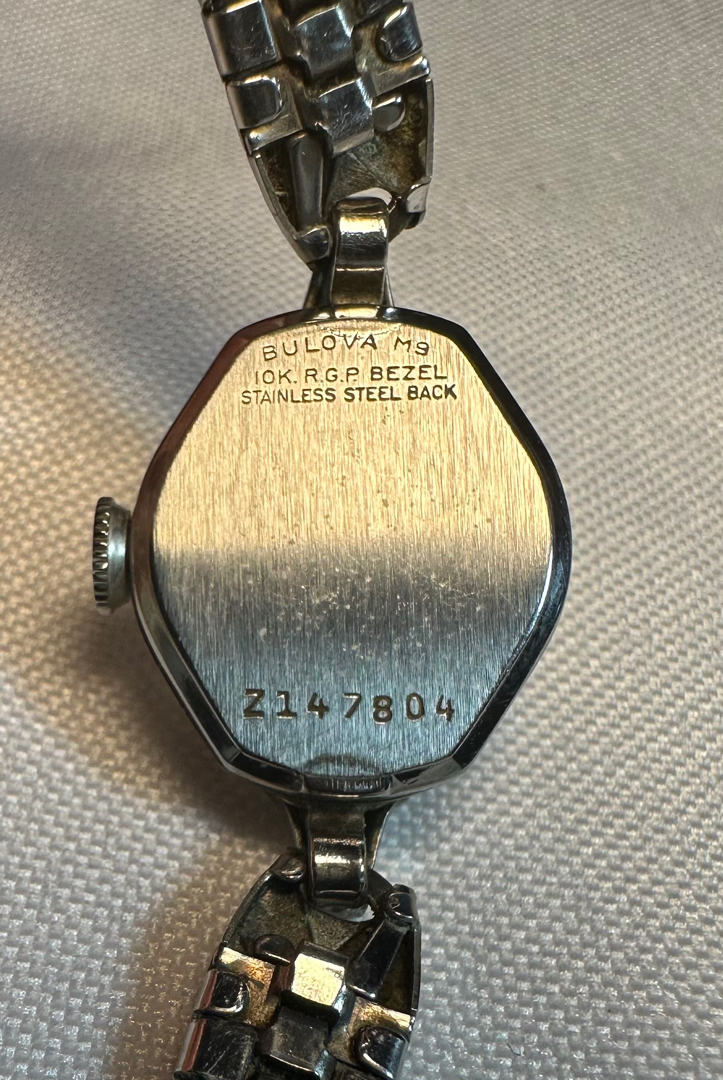 BULOVA M9
10K. R.G.P. BEZEL
STAINLESS STEEL BACK
Z147804